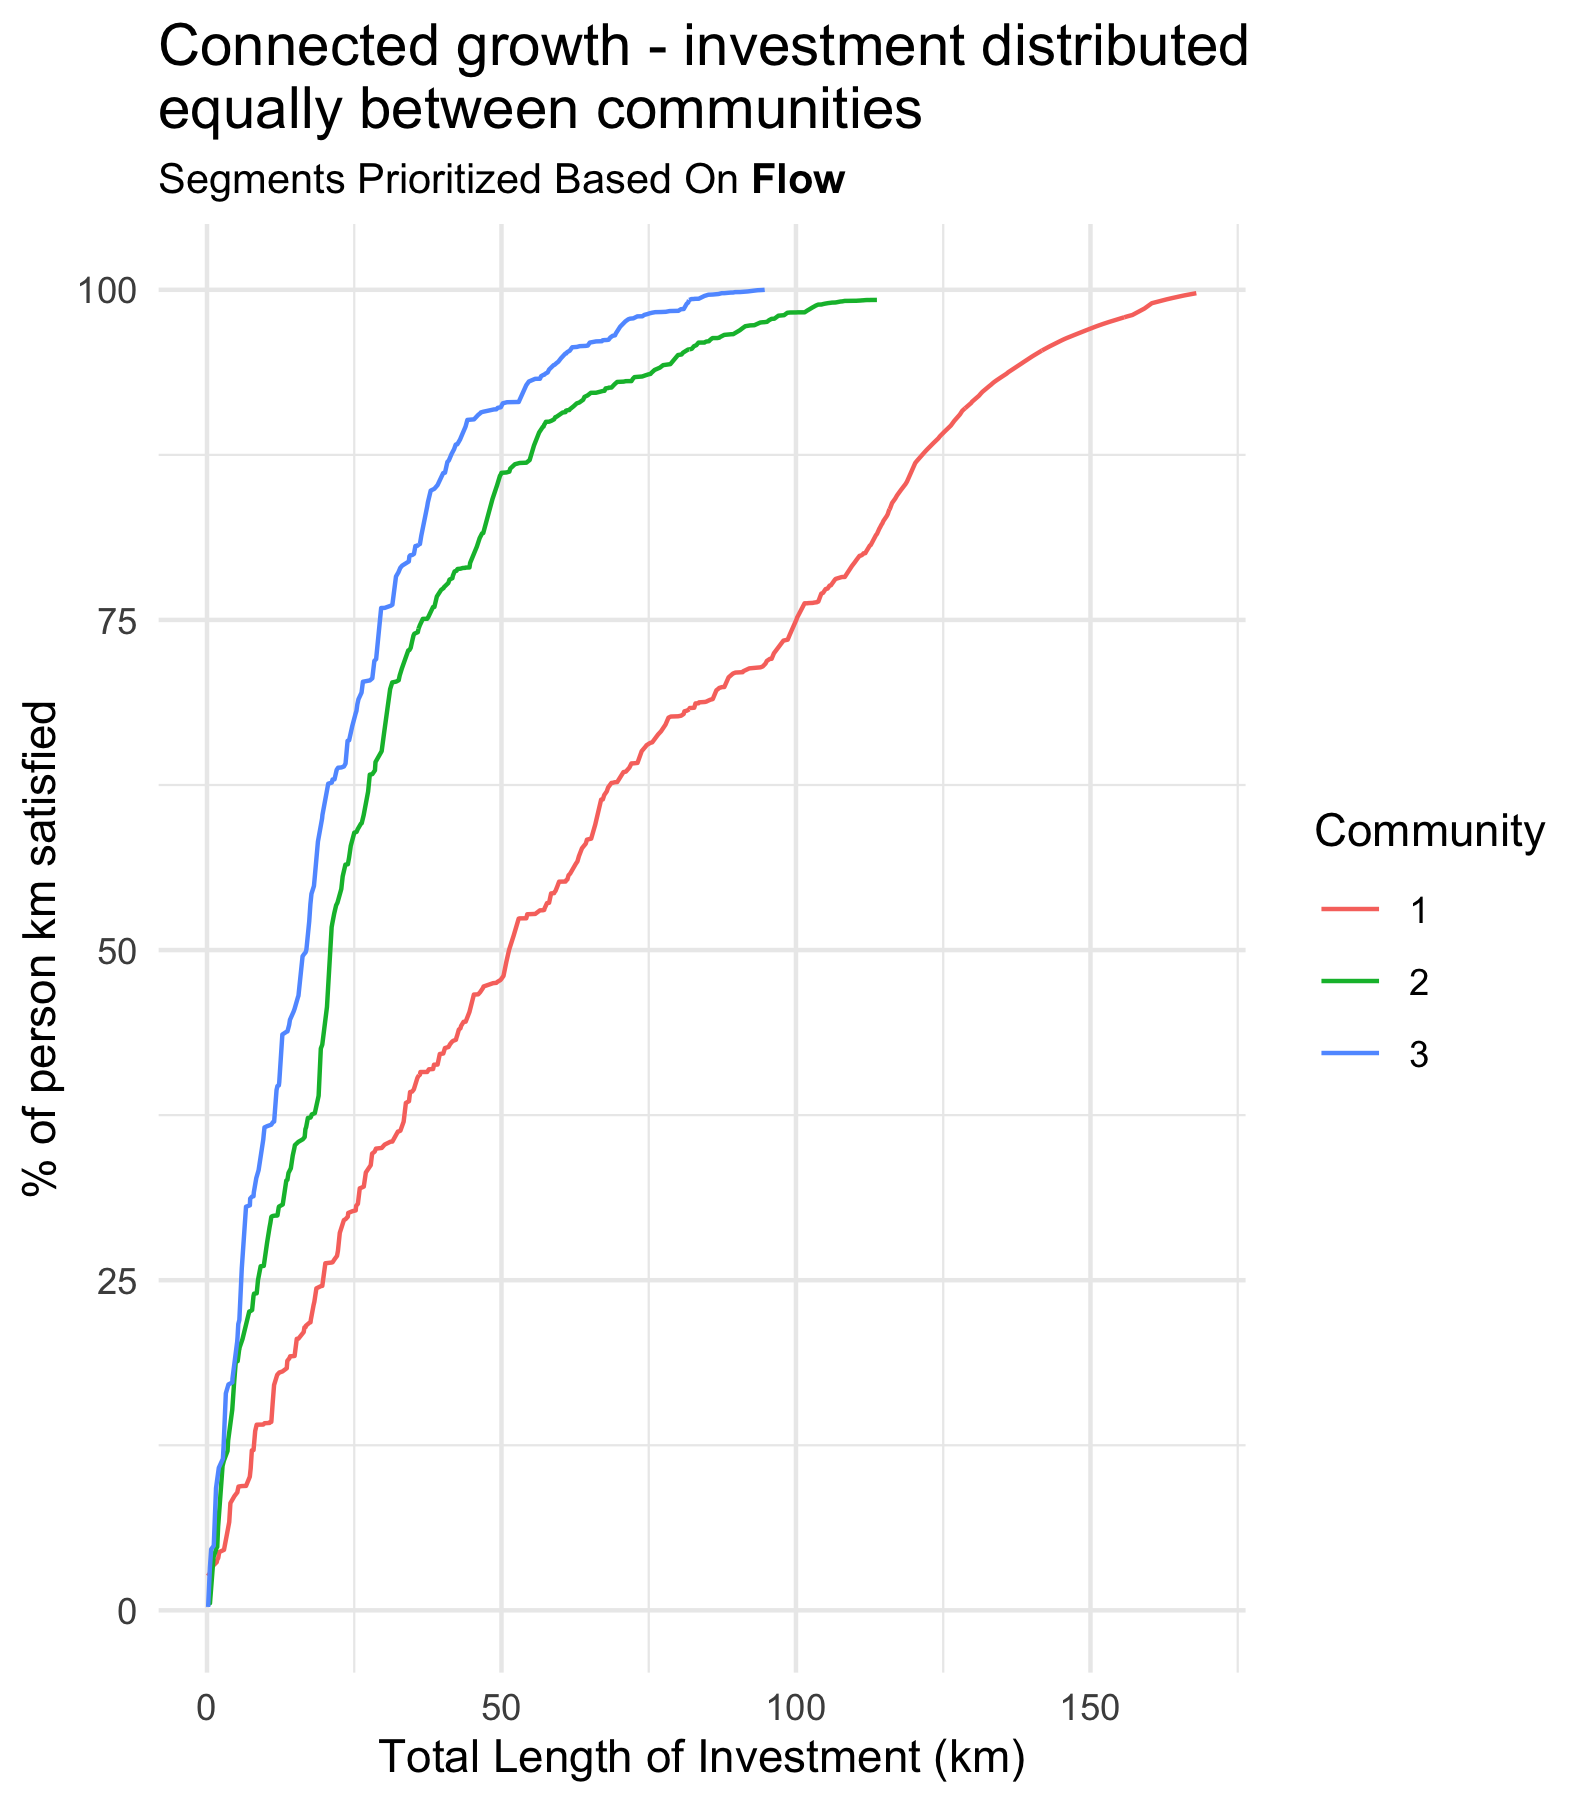 Connected growth - investment distributed
equally between communities
Segments Prioritized Based On Flow
100
75
50
25
0
% of person km satisfied
0
50
100
150
Total Length of Investment (km)
Community
1
2
3